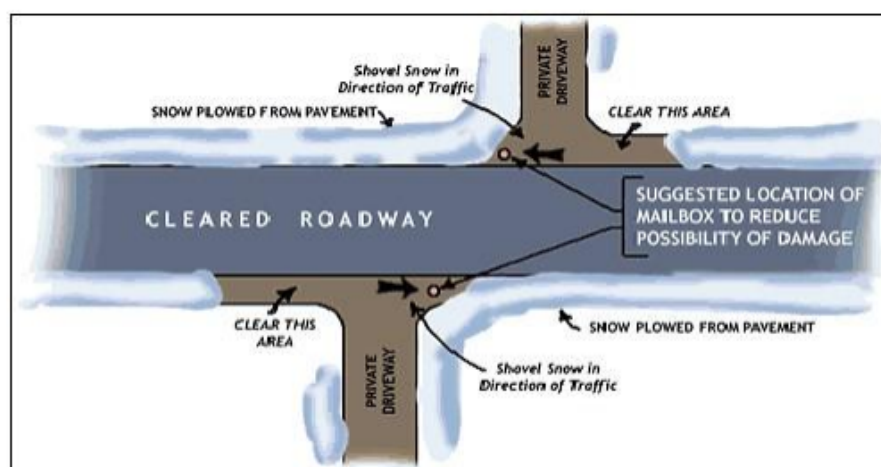 Shovel Snow in
Direction of Traffic
PRIVATE
DRIVEWAY
SNOW PLOWED FROM PAVEMENT
CLEAR THIS AREA
CLEARED ROADWAY
SUGGESTED LOCATION OF
MAILBOX TO REDUCE
POSSIBILITY OF DAMAGE
CLEAR THIS
AREA
SNOW PLOWED FROM PAVEMENT
PRIVATE
DRIVEWAY
Shovel Snow in
Direction of Traffic